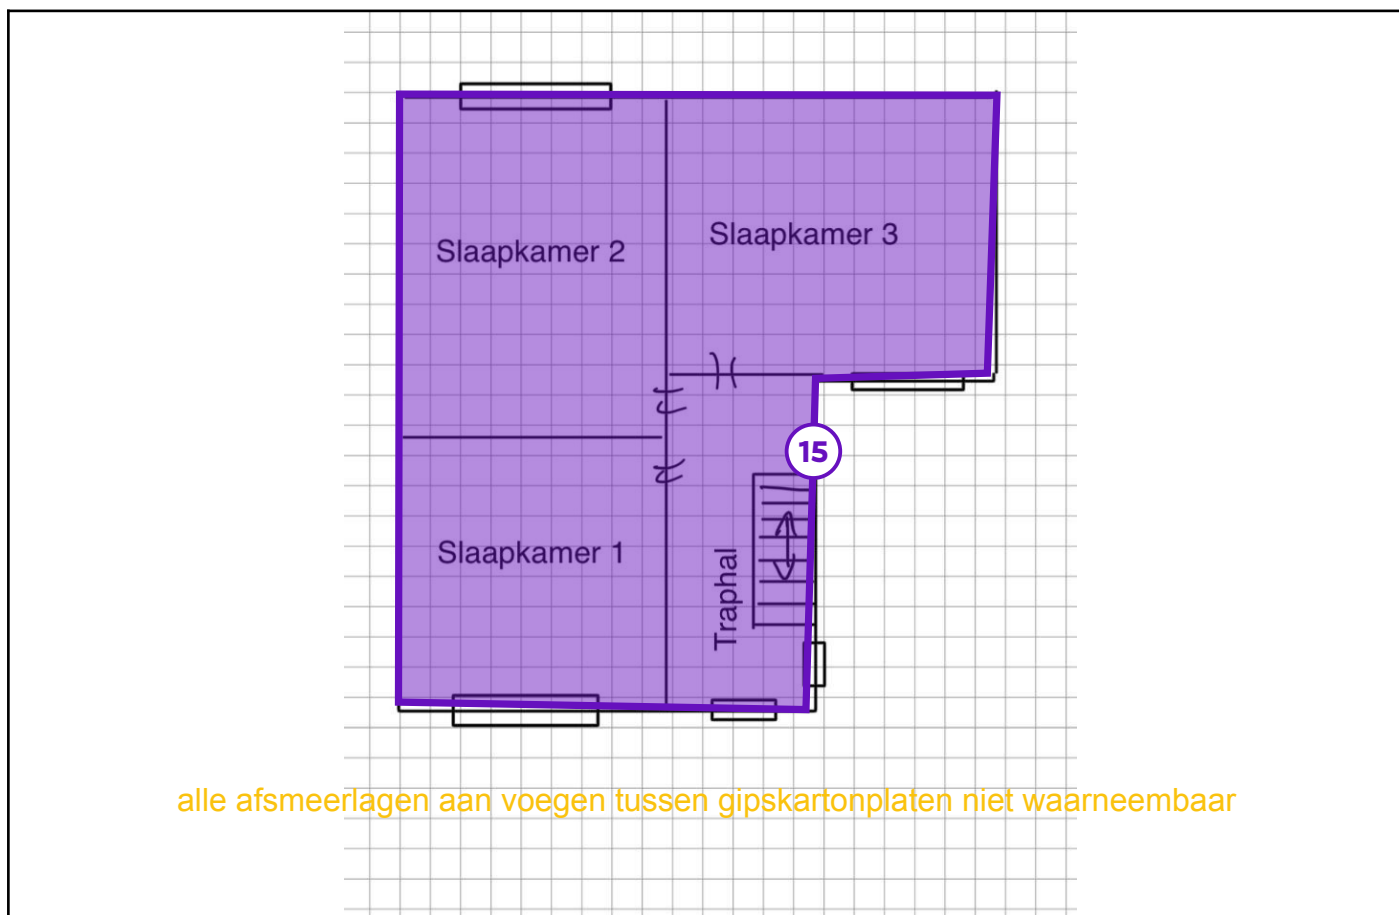 Slaapkamer 2
Slaapkamer 3
15
Slaapkamer 1
Traphal
alle afsmeerlagen aan voegen tussen gipskartonplaten niet waarneembaar